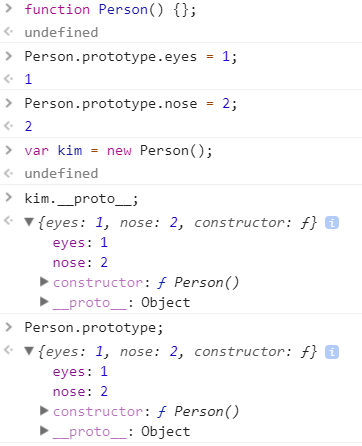 > function Person() {};
< undefined
> Person.prototype.eyes = 1;
< 1
> Person.prototype.nose = 2;
< 2
> var kim = new Person();
< undefined
> kim.__proto__;
< ▼{eyes: 1, nose: 2, constructor: ƒ} i
eyes: 1
nose: 2
▶constructor: ƒ Person()
▶__proto__: Object
> Person.prototype;
< ▼{eyes: 1, nose: 2, constructor: ƒ} i
eyes: 1
nose: 2
▶constructor: ƒ Person()
▶__proto__: Object